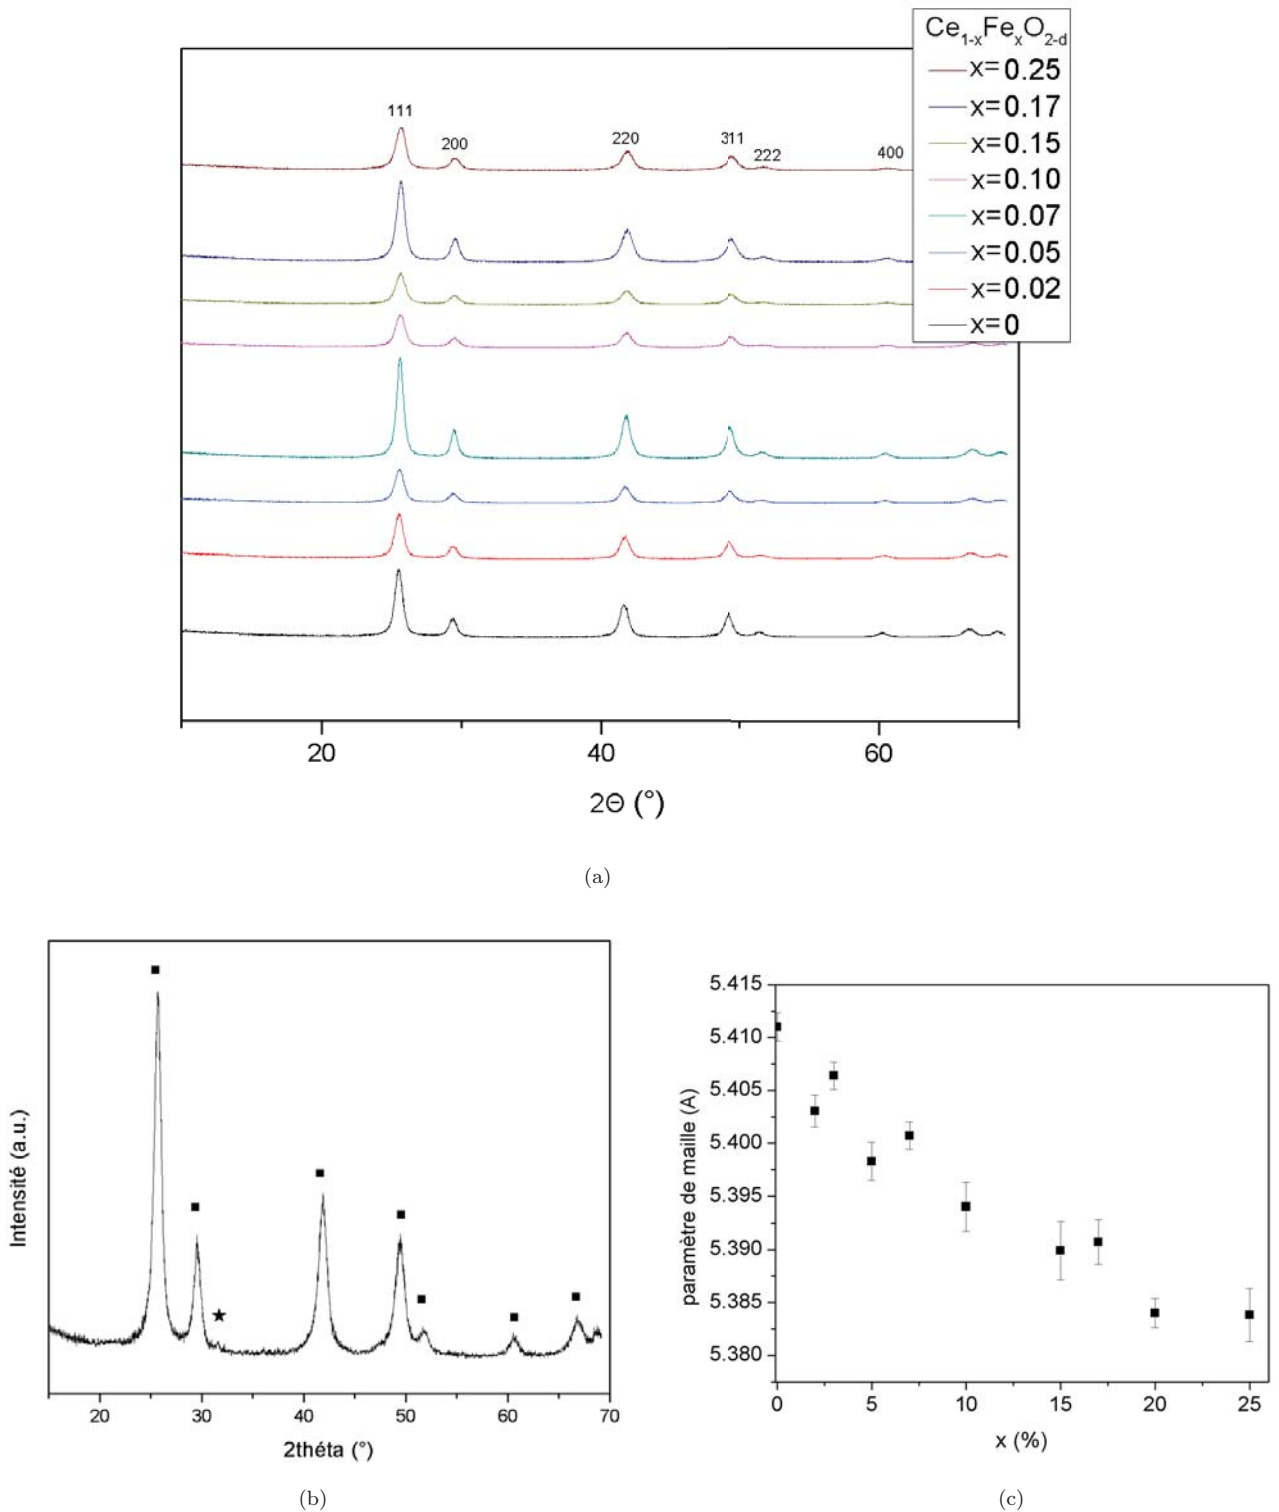 Ce1-xFexO2-d
x=0.25
x=0.17
x=0.15
x=0.10
x=0.07
x=0.05
x=0.02
x=0
111
200
220
311
222
400
20
40
60
2Θ (°)
(a)
Intensité (a.u.)
20
30
40
50
60
70
2théta (°)
(b)
paramètre de maille (A)
5.415
5.410
5.405
5.400
5.395
5.390
5.385
5.380
0
5
10
15
20
25
x (%)
(c)